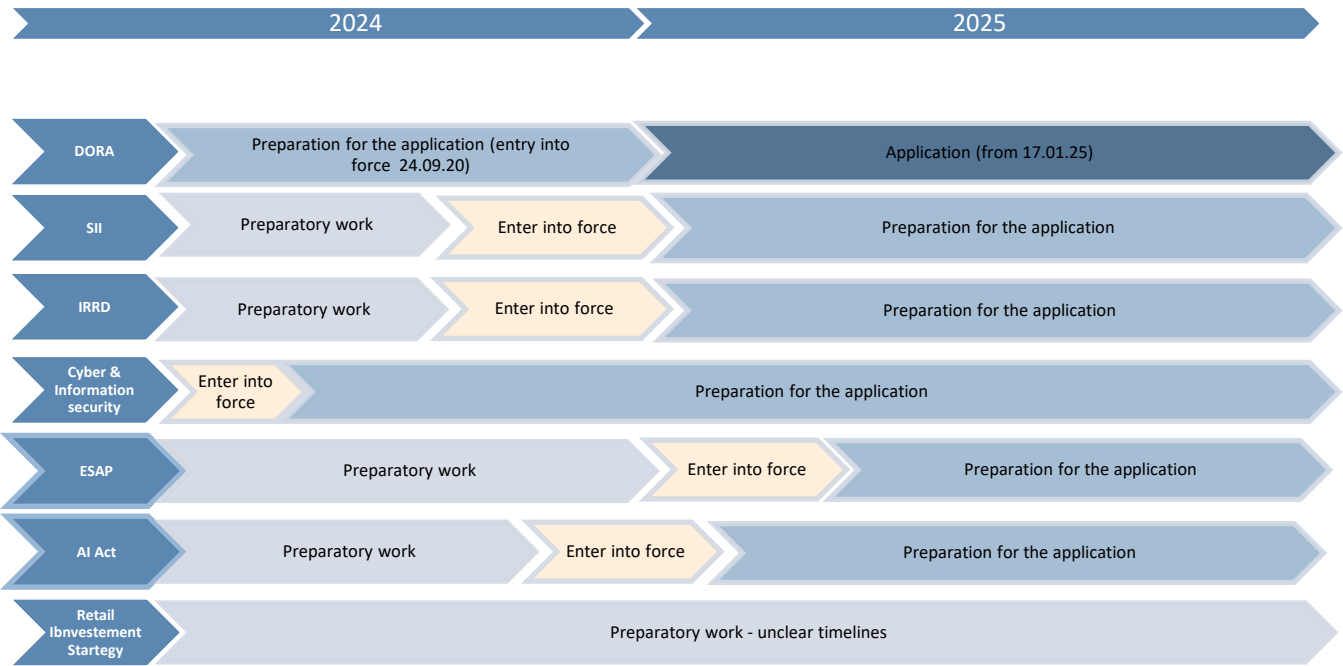 2024
2025
DORA
Preparation for the application (entry into
force  24.09.20)
Application (from 17.01.25)
SII
Preparatory work
Enter into force
Preparation for the application
IRRD
Preparatory work
Enter into force
Preparation for the application
Cyber &
Information
security
Enter into
force
Preparation for the application
ESAP
Preparatory work
Enter into force
Preparation for the application
AI Act
Preparatory work
Enter into force
Preparation for the application
Retail
Ibnvestement
Startegy
Preparatory work - unclear timelines